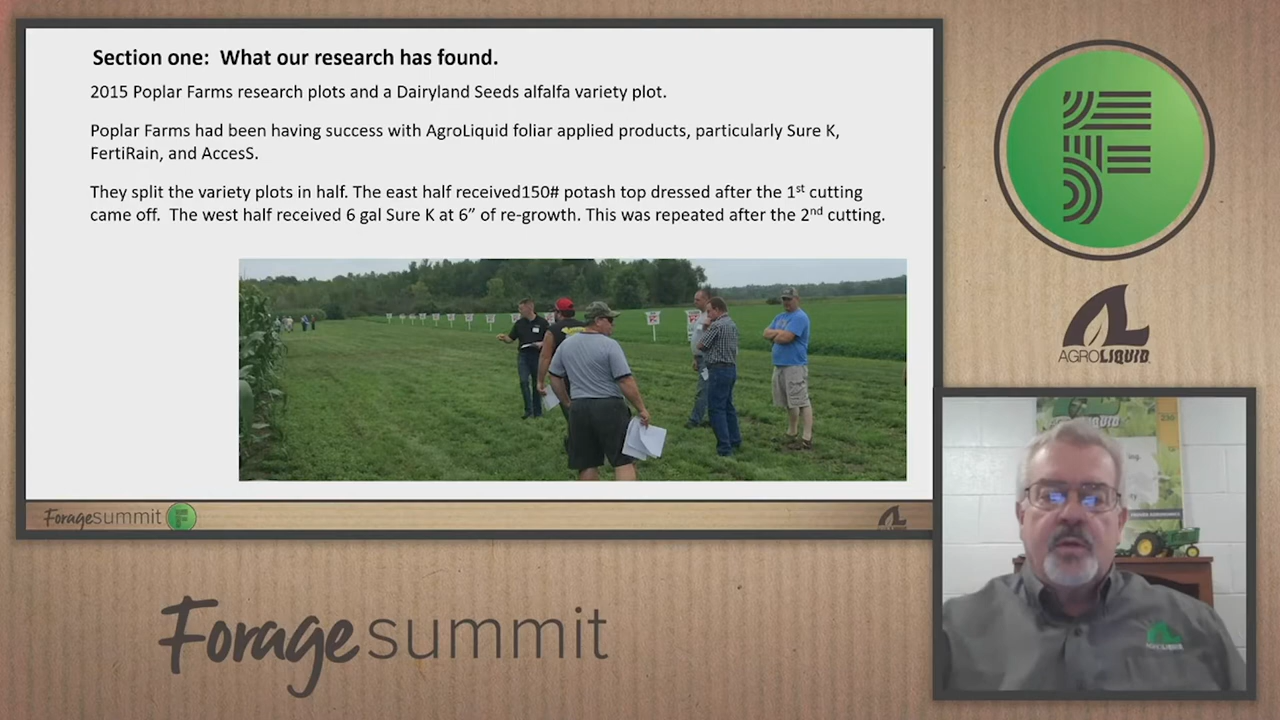 Section one: What our research has found.
2015 Poplar Farms research plots and a Dairyland Seeds alfalfa variety plot.
Poplar Farms had been having success with AgroLiquid foliar applied products, particularly Sure K,
FertiRain, and AccesS.
They split the variety plots in half. The east half received150# potash top dressed after the 1st cutting
came off. The west half received 6 gal Sure K at 6” of re-growth. This was repeated after the 2nd cutting.
Foragesummit F
AGROLIQUID
Forage summit